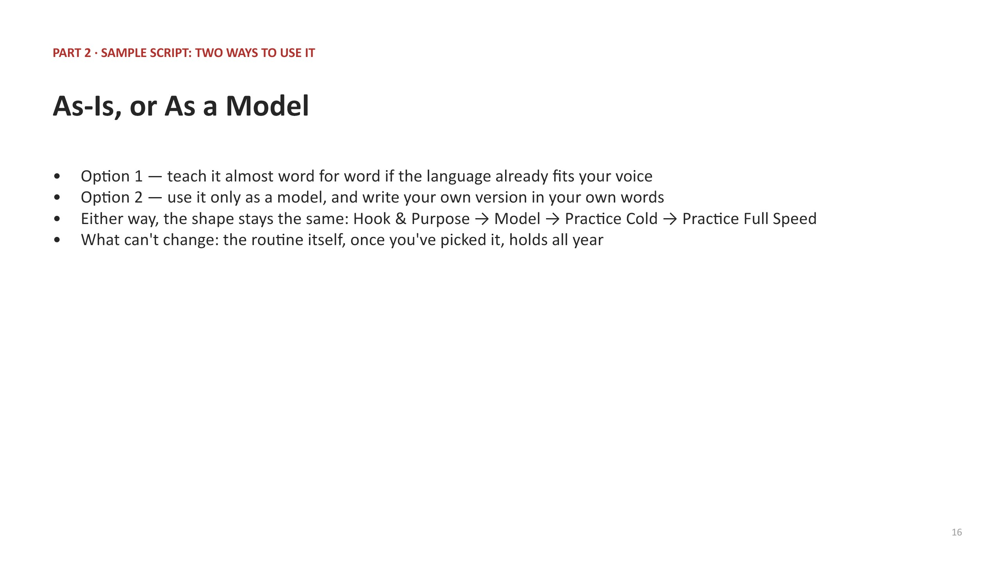 PART 2 · SAMPLE SCRIPT: TWO WAYS TO USE IT
As-Is, or As a Model
• Option 1 — teach it almost word for word if the language already fits your voice
• Option 2 — use it only as a model, and write your own version in your own words
• Either way, the shape stays the same: Hook & Purpose → Model → Practice Cold → Practice Full Speed
• What can't change: the routine itself, once you've picked it, holds all year
16